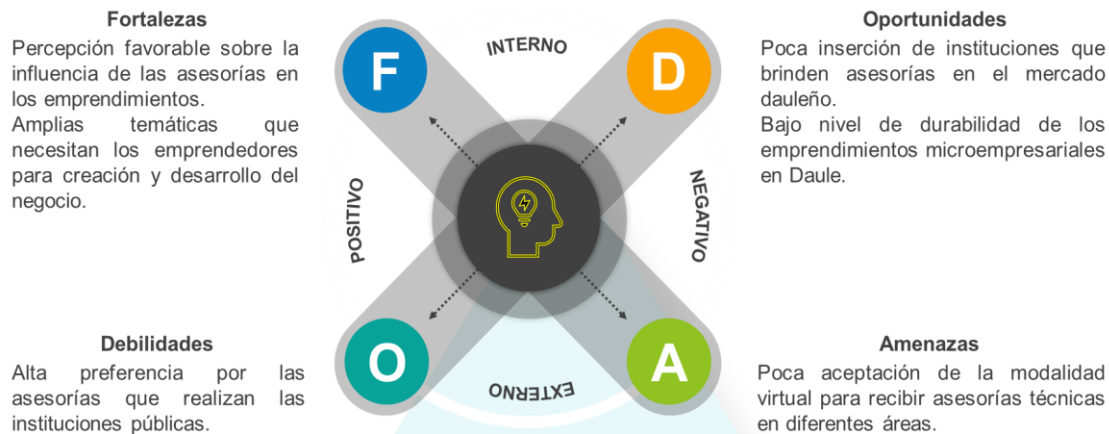 Fortalezas
Percepción favorable sobre la
influencia de las asesorías en
los emprendimientos.
Amplias temáticas que
necesitan los emprendedores
para creación y desarrollo del
negocio.
F
INTERNO
D
Oportunidades
Poca inserción de instituciones que
brinden asesorías en el mercado
dauleño.
Bajo nivel de durabilidad de los
emprendimientos microempresariales
en Daule.
POSITIVO
NEGATIVO
Debilidades
Alta preferencia por las
asesorías que realizan las
instituciones públicas.
O
EXTERNO
A
Amenazas
Poca aceptación de la modalidad
virtual para recibir asesorías técnicas
en diferentes áreas.